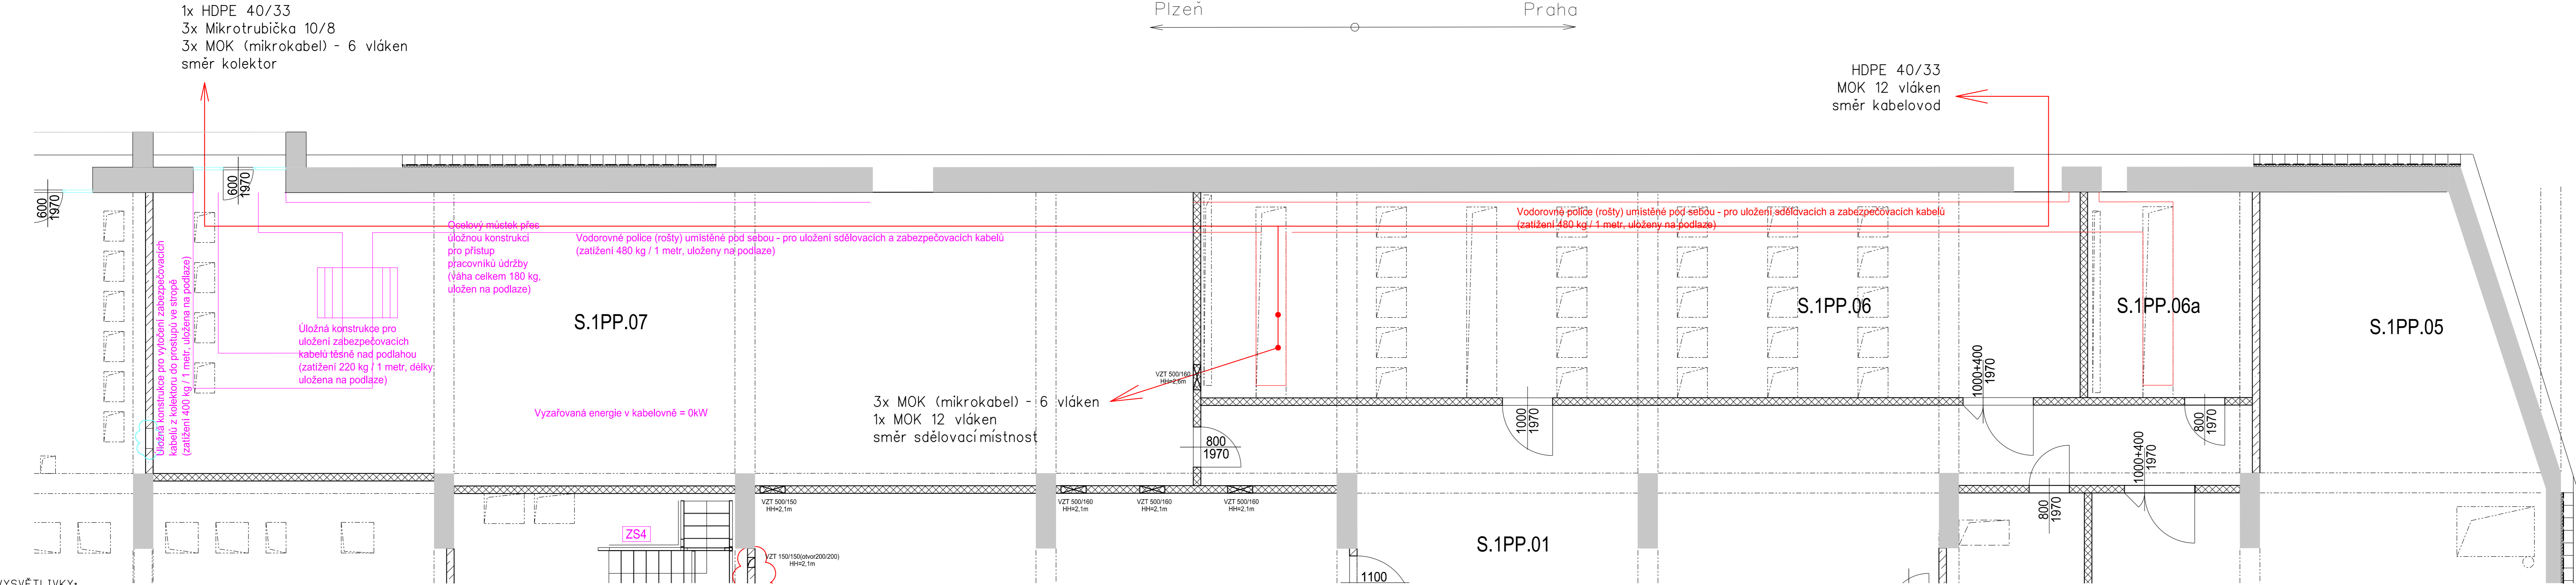 1x HDPE 40/33
3x Mikrotrubička 10/8
3x MOK (mikrokabel) - 6 vláken
směr kolektor
Plzeň
Praha
HDPE 40/33
MOK 12 vláken
směr kabelovod
600
1970
600
1970
Ocelový můstek přes
úložnou konstrukci
pro přístup
pracovníků údržby
(váha celkem 180 kg,
uložen na podlaze)
Vodorovné police (rošty) umístěné pod sebou - pro uložení sdělovacích a zabezpečovacích kabelů
(zatížení 480 kg / 1 metr, uloženy na podlaze)
Vodorovné police (rošty) umístěné pod sebou - pro uložení sdělovacích a zabezpečovacích kabelů
(zatížení 480 kg / 1 metr, uloženy na podlaze)
Úložná konstrukce pro vytočení zabezpečovacích
kabelů z kolektoru do prostupů ve stropě
(zatížení 400 kg / 1 metr, uložena na podlaze)
Úložná konstrukce pro
uložení zabezpečovacích
kabelů těsně nad podlahou
(zatížení 220 kg / 1 metr, délky
uložena na podlaze)
S.1PP.07
S.1PP.06
S.1PP.06a
S.1PP.05
Vyzařovaná energie v kabelovně = 0kW
VZT 500/160
HH=2,6m
3x MOK (mikrokabel) - 6 vláken
1x MOK 12 vláken
směr sdělovací místnost
800
1970
1000
1970
1000+400
1970
800
1970
1000+400
1970
800
1970
VZT 500/150
HH=2,1m
VZT 500/160
HH=2,1m
VZT 500/160
HH=2,1m
VZT 500/160
HH=2,1m
ZS4
VZT 150/150(otvor200/200)
HH=2,1m
S.1PP.01
1100
VYSVĚTLIVKY: